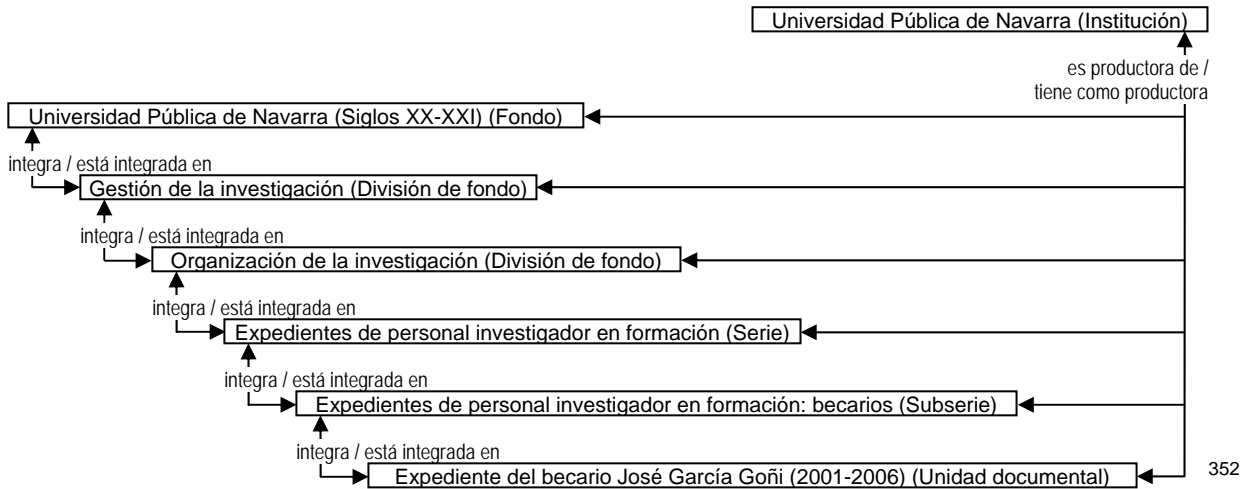 Universidad Pública de Navarra (Institución)
es productora de /
tiene como productora
Universidad Pública de Navarra (Siglos XX-XXI) (Fondo)
integra / está integrada en
Gestión de la investigación (División de fondo)
integra / está integrada en
Organización de la investigación (División de fondo)
integra / está integrada en
Expedientes de personal investigador en formación (Serie)
integra / está integrada en
Expedientes de personal investigador en formación: becarios (Subserie)
integra / está integrada en
Expediente del becario José García Goñi (2001-2006) (Unidad documental)
352